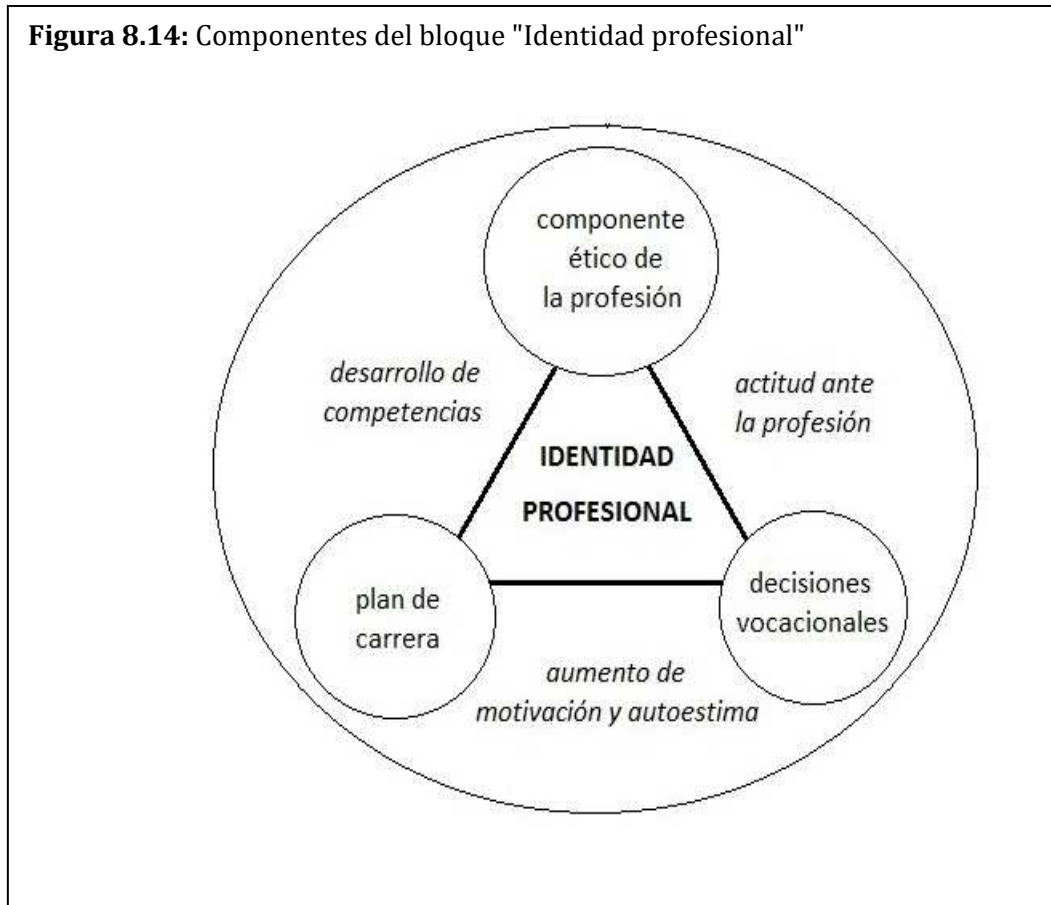 Figura 8.14: Componentes del bloque "Identidad profesional"
componente
ético de
la profesión
desarrollo de
competencias
actitud ante
la profesión
IDENTIDAD
PROFESIONAL
plan de
carrera
decisiones
vocacionales
aumento de
motivación y autoestima